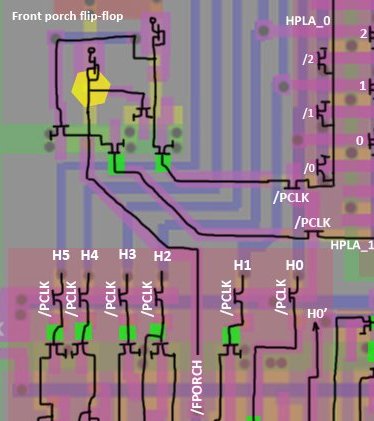 Front porch flip-flop
HPLA_0
2
/2
1
/1
0
/0
/PCLK
/PCLK
HPLA_1
H5 H4 H3 H2 H1 H0
/PCLK /PCLK /PCLK /PCLK /PCLK /PCLK
H0'
/FPORCH